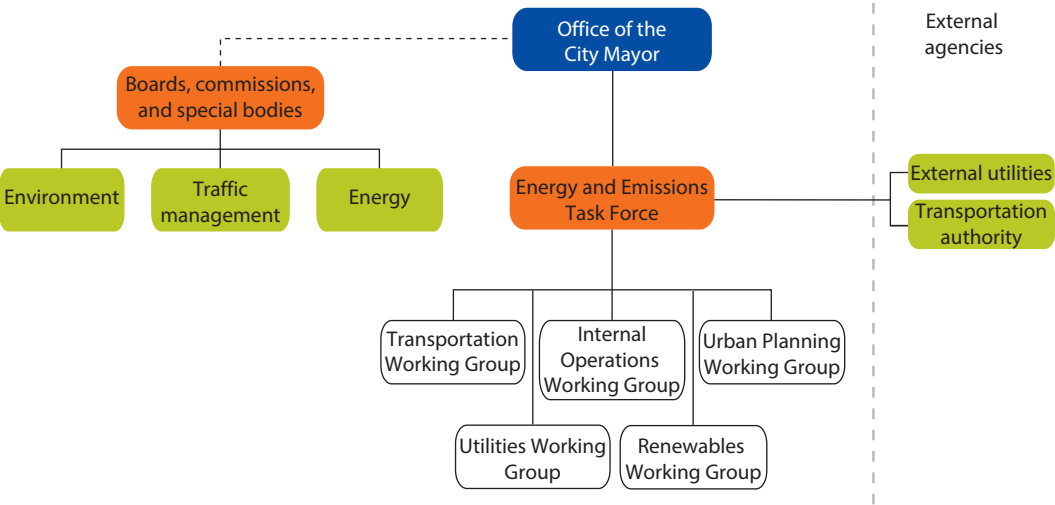 Office of the
City Mayor
External
agencies
Boards, commissions,
and special bodies
Environment
Traffic
management
Energy
Energy and Emissions
Task Force
External utilities
Transportation
authority
Transportation
Working Group
Internal
Operations
Working Group
Urban Planning
Working Group
Utilities Working
Group
Renewables
Working Group